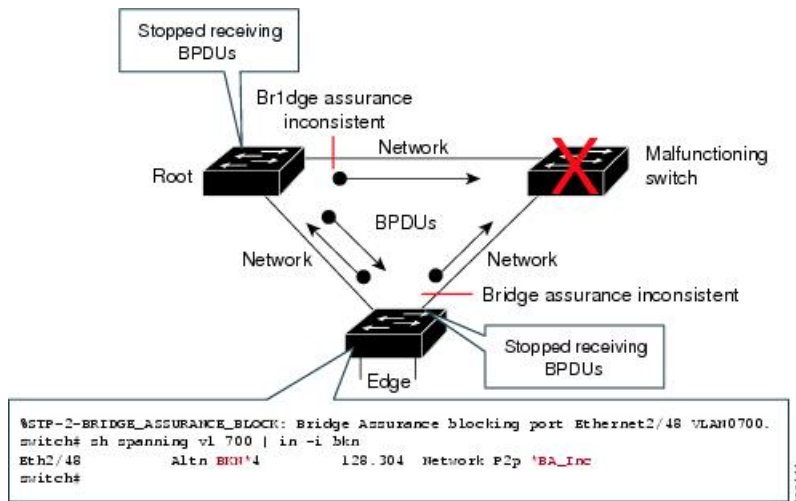 Stopped receiving
BPDUs
Br1dge assurance
inconsistent
Network
Root
Malfunctioning
switch
BPDUs
Network
Network
Bridge assurance inconsistent
Stopped receiving
BPDUs
Edge
%STP-2-BRIDGE_ASSURANCE_BLOCK: Bridge Assurance blocking port Ethernet2/48 VLAN0700.
switch# sh spanning vl 700 | in -i bkn
Eth2/48 Altn BKN*4 128.304 Network P2p *BA_Inc
switch#